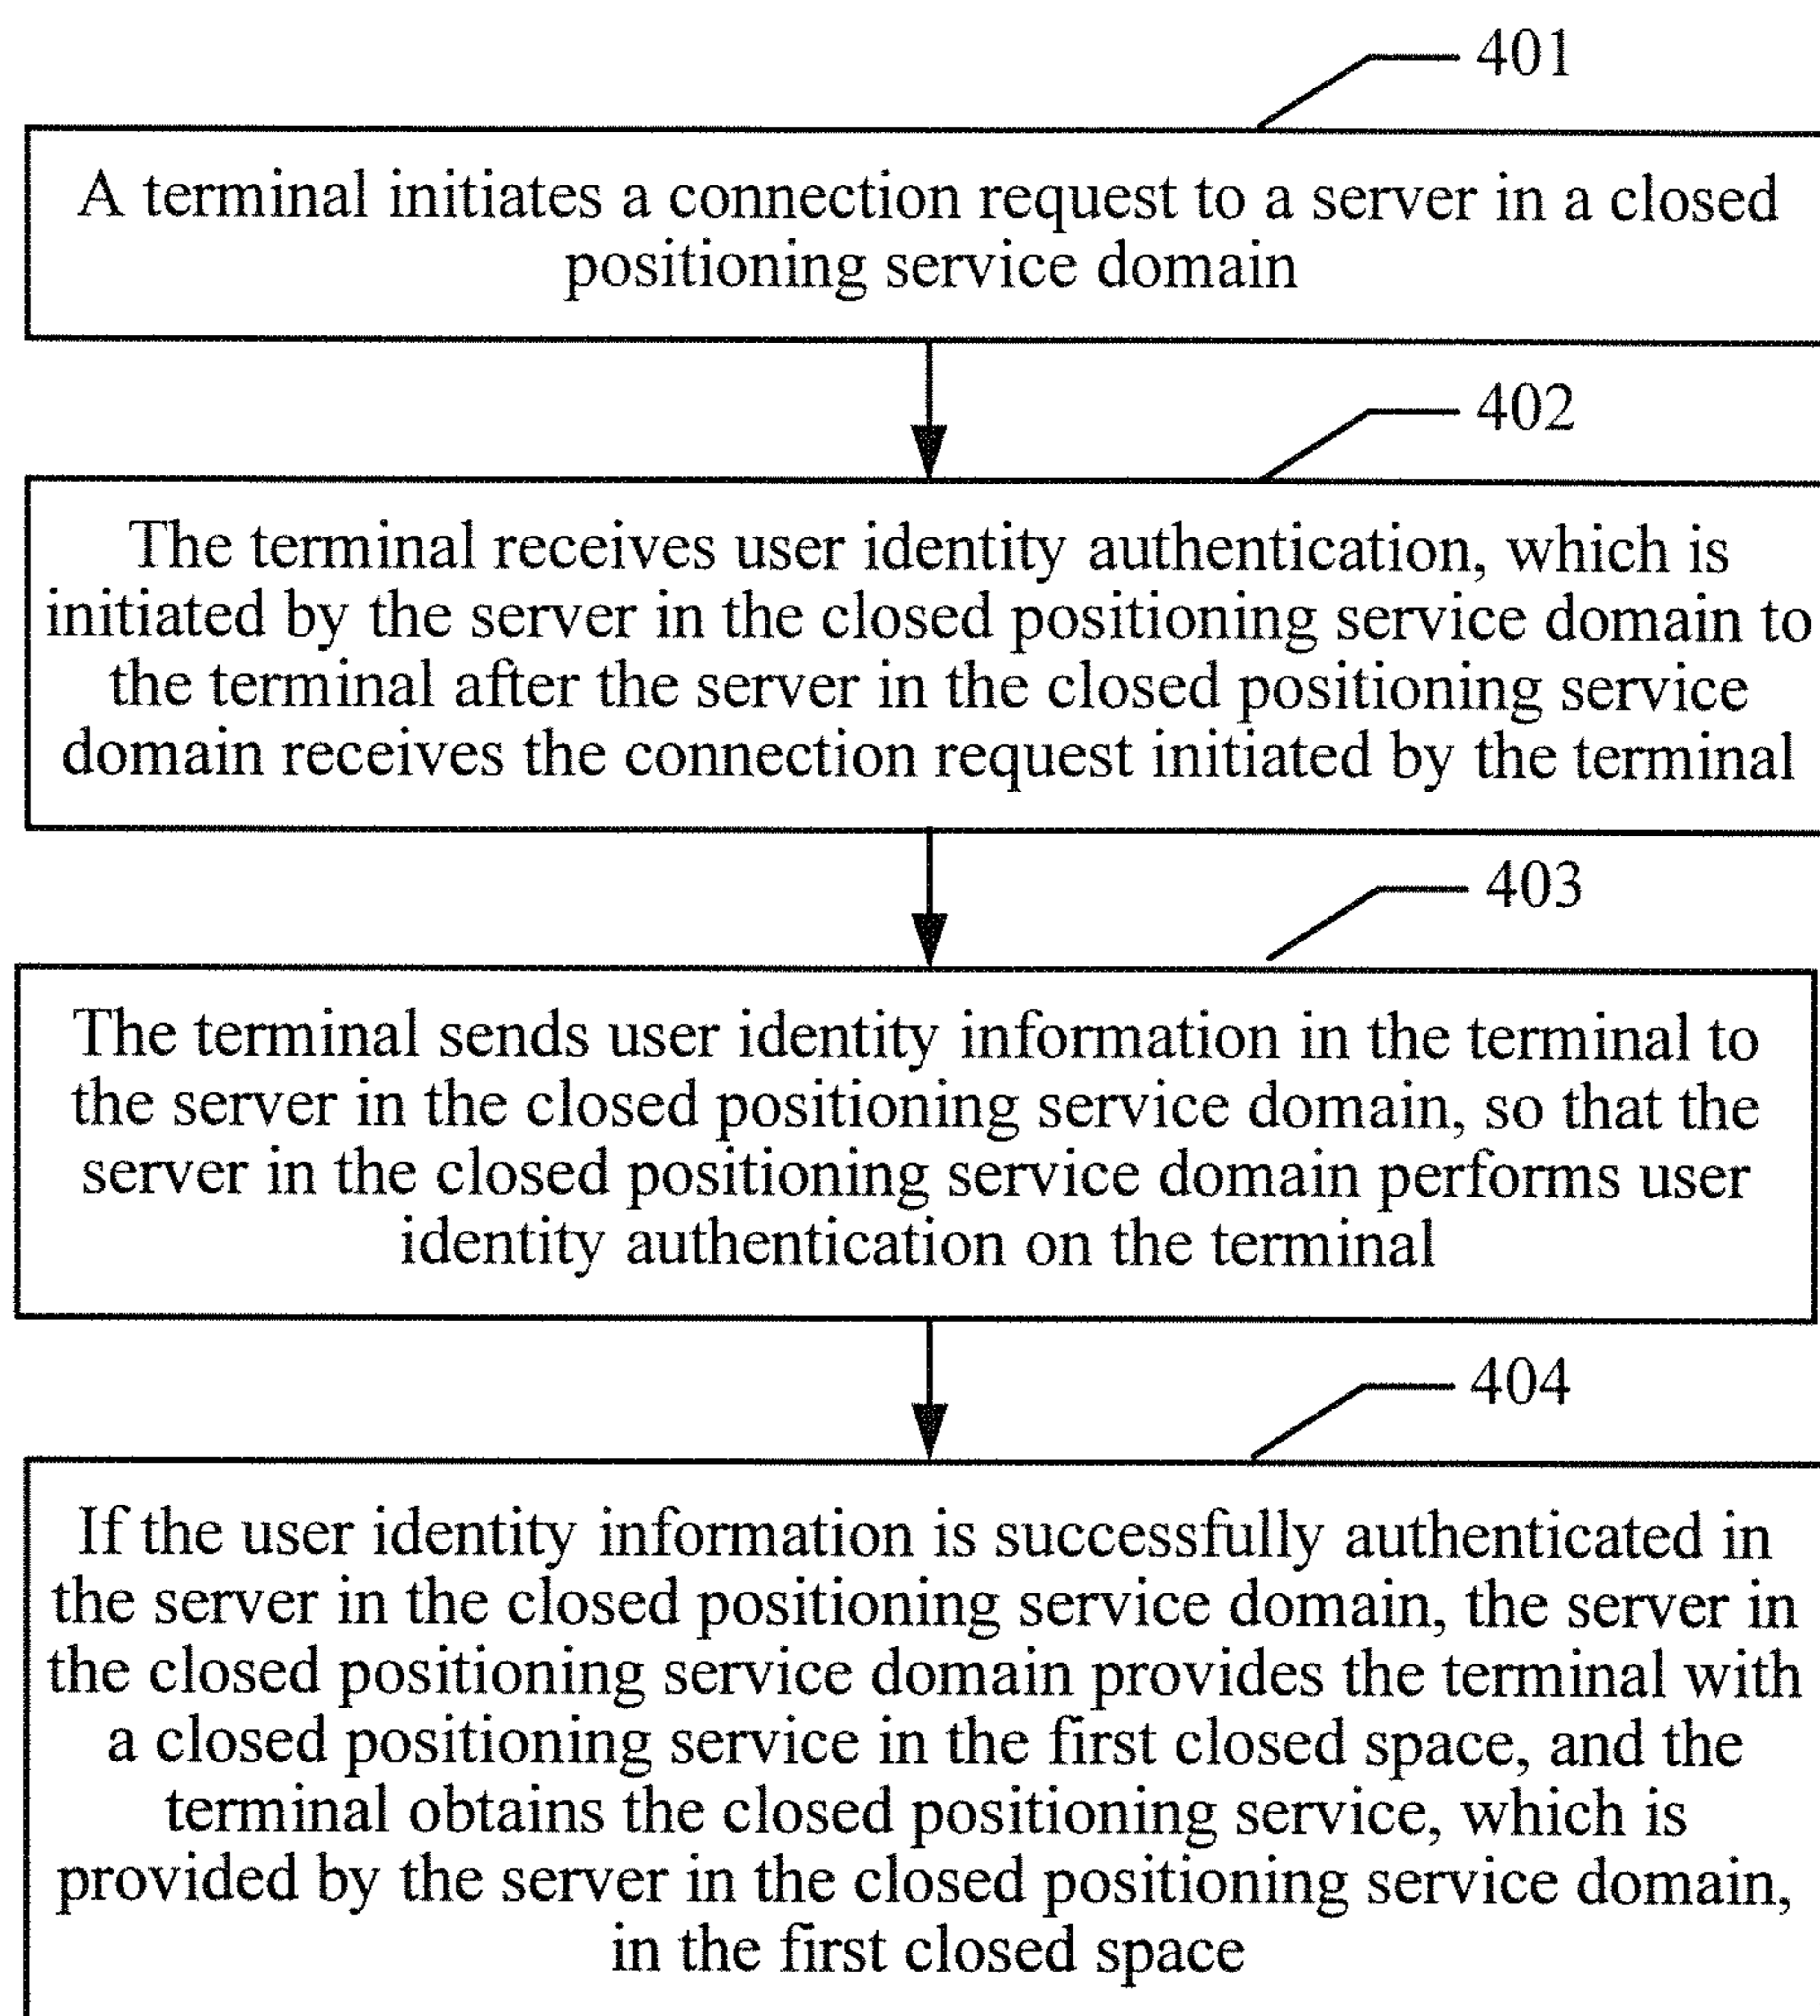 401
A terminal initiates a connection request to a server in a closed
positioning service domain
402
The terminal receives user identity authentication, which is
initiated by the server in the closed positioning service domain to
the terminal after the server in the closed positioning service
domain receives the connection request initiated by the terminal
403
The terminal sends user identity information in the terminal to
the server in the closed positioning service domain, so that the
server in the closed positioning service domain performs user
identity authentication on the terminal
404
If the user identity information is successfully authenticated in
the server in the closed positioning service domain, the server in
the closed positioning service domain provides the terminal with
a closed positioning service in the first closed space, and the
terminal obtains the closed positioning service, which is
provided by the server in the closed positioning service domain,
in the first closed space